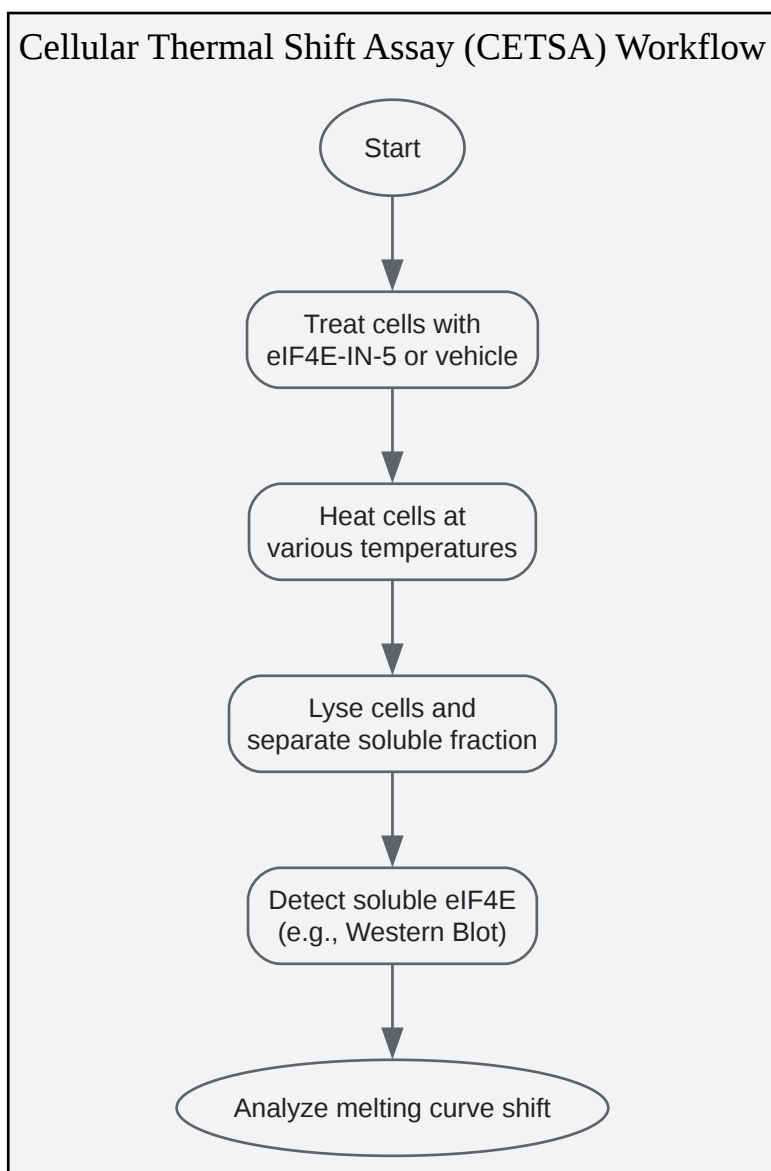 Cellular Thermal Shift Assay (CETSA) Workflow
Start
Treat cells with
eIF4E-IN-5 or vehicle
Heat cells at
various temperatures
Lyse cells and
separate soluble fraction
Detect soluble eIF4E
(e.g., Western Blot)
Analyze melting curve shift